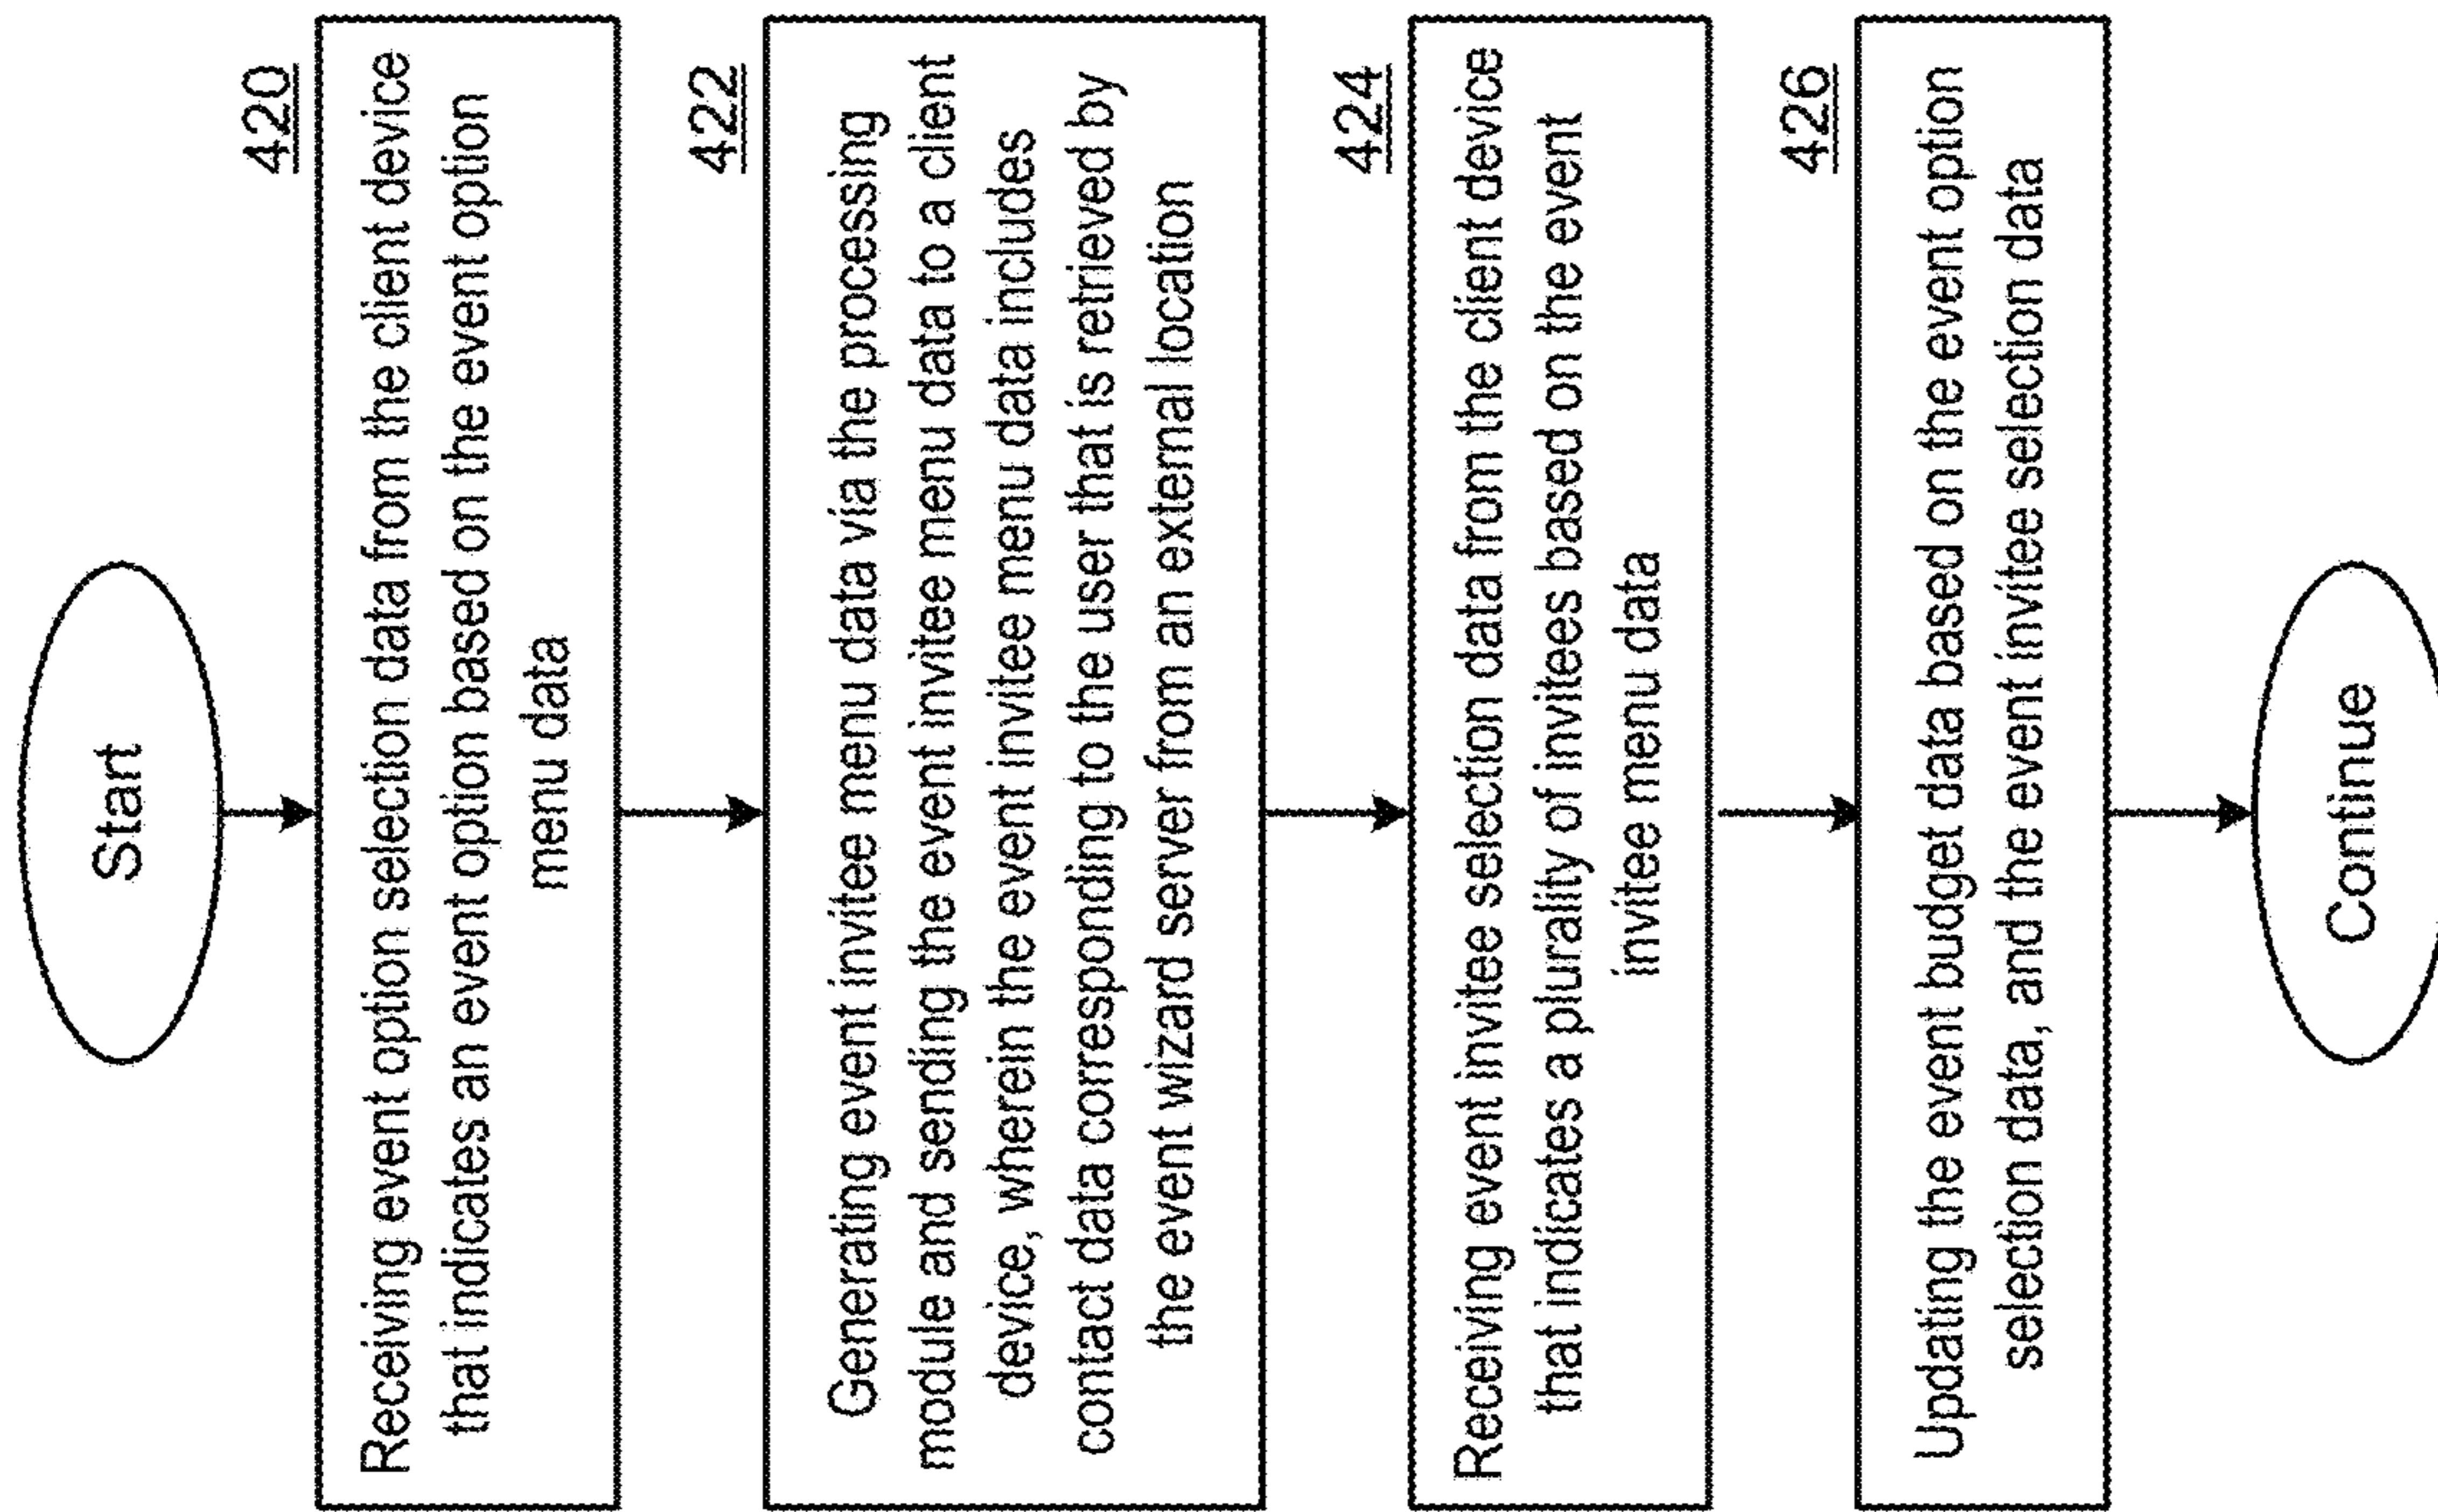 Start
420
Receiving event option selection data from the client device
that indicates an event option based on the event option
menu data
422
Generating event invitee menu data via the processing
module and sending the event invitee menu data to a client
device, wherein the event invitee menu data includes
contact data corresponding to the user that is retrieved by
the event wizard server from an external location
424
Receiving event invitee selection data from the client device
that indicates a plurality of invitees based on the event
invitee menu data
426
Updating the event budget data based on the event option
selection data, and the event invitee selection data
Continue